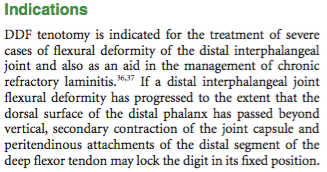 Indications
DDF tenotomy is indicated for the treatment of severe
cases of flexural deformity of the distal interphalangeal
joint and also as an aid in the management of chronic
refractory laminitis.36,37 If a distal interphalangeal joint
flexural deformity has progressed to the extent that the
dorsal surface of the distal phalanx has passed beyond
vertical, secondary contraction of the joint capsule and
peritendinous attachments of the distal segment of the
deep flexor tendon may lock the digit in its fixed position.